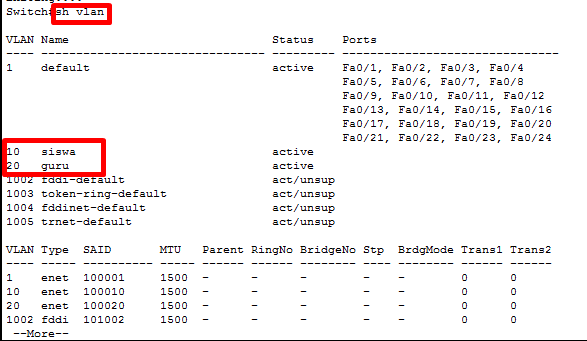 Switch#sh vlan
VLAN Name Status Ports
---- -------------------------------- --------- -------------------------------
1 default active Fa0/1, Fa0/2, Fa0/3, Fa0/4
Fa0/5, Fa0/6, Fa0/7, Fa0/8
Fa0/9, Fa0/10, Fa0/11, Fa0/12
Fa0/13, Fa0/14, Fa0/15, Fa0/16
Fa0/17, Fa0/18, Fa0/19, Fa0/20
Fa0/21, Fa0/22, Fa0/23, Fa0/24
10 siswa active
20 guru active
1002 fddi-default act/unsup
1003 token-ring-default act/unsup
1004 fddinet-default act/unsup
1005 trnet-default act/unsup
VLAN Type SAID MTU Parent RingNo BridgeNo Stp BrdgMode Trans1 Trans2
---- ----- ---------- ----- ------ ------ -------- ---- -------- ------ ------
1 enet 100001 1500 - - - - - 0 0
10 enet 100010 1500 - - - - - 0 0
20 enet 100020 1500 - - - - - 0 0
1002 fddi 101002 1500 - - - - - 0 0
--More--